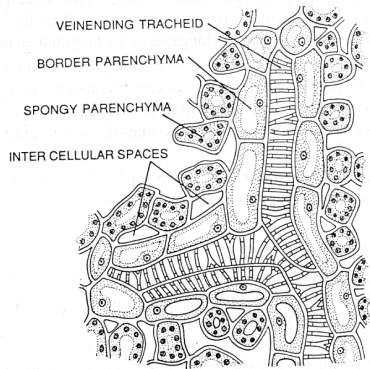 VEINENDING TRACHEID
BORDER PARENCHYMA
SPONGY PARENCHYMA
INTER CELLULAR SPACES